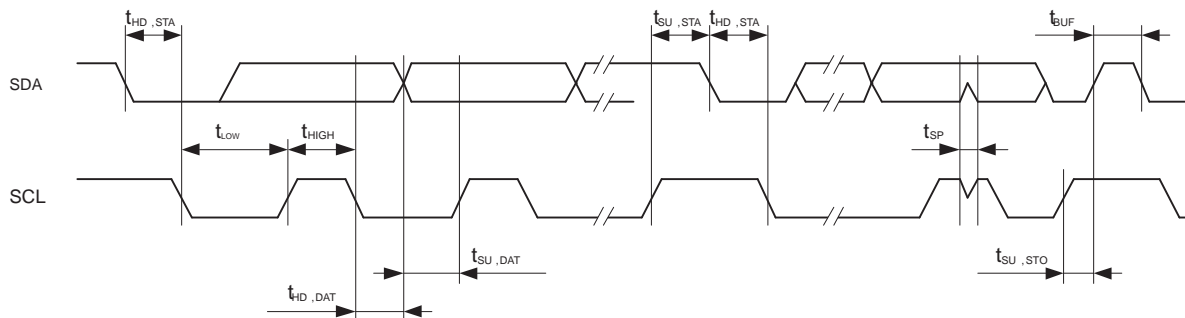 tHD ,STA
tSU ,STA
tHD ,STA
tBUF
SDA
tLOW
tHIGH
tSP
SCL
tSU ,DAT
tSU ,STO
tHD ,DAT